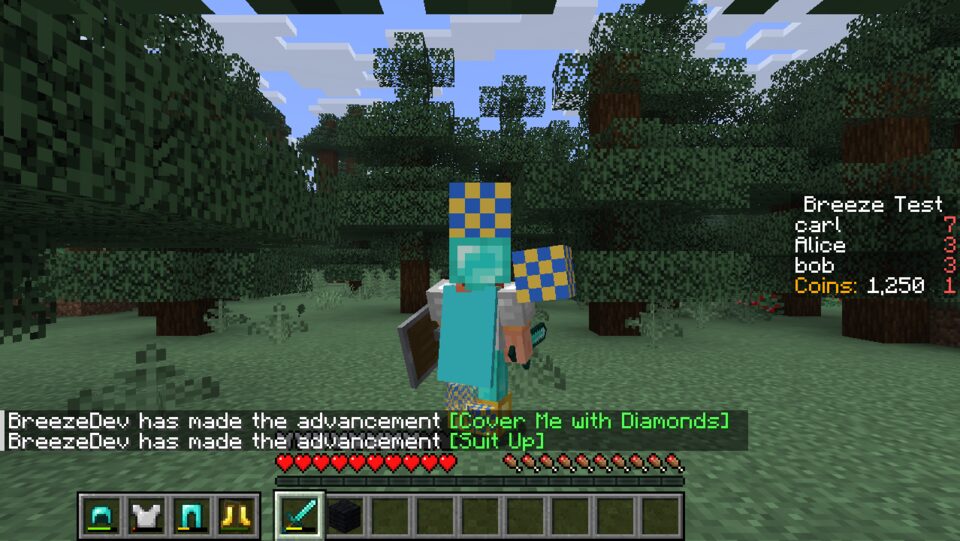 Breeze Test
carl 7
Alice 3
bob 3
Coins: 1,250 1
BreezeDev has made the advancement [Cover Me with Diamonds]
BreezeDev has made the advancement [Suit Up]